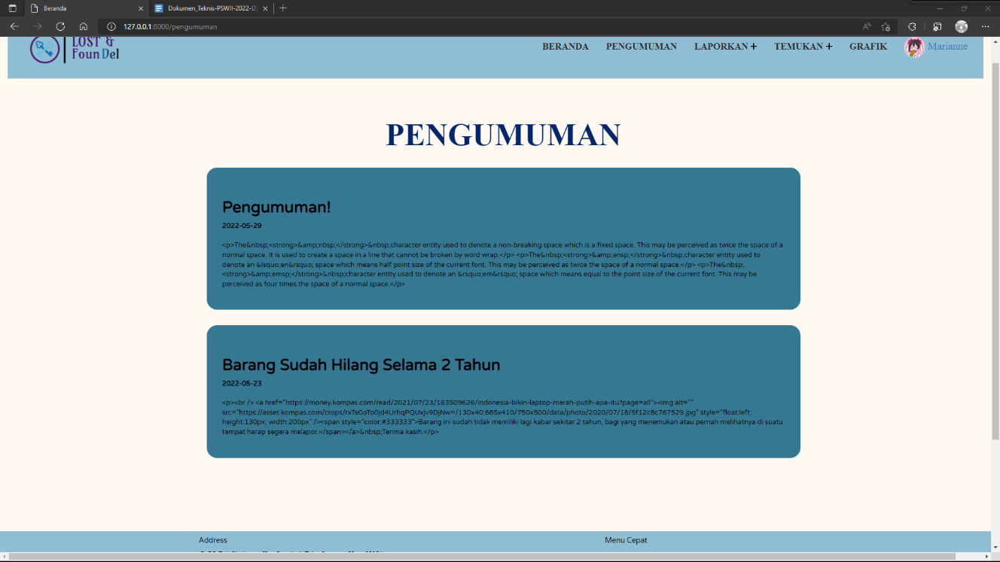 Beranda
Dokumen_Teknis-PSWII-2022-D
127.0.0.1:8000/pengumuman
LOST &
FounDel
BERANDA PENGUMUMAN LAPORKAN + TEMUKAN + GRAFIK Marianne
PENGUMUMAN
Pengumuman!
2022-05-29
<p>The&nbsp;<strong>&amp;nbsp;</strong>&nbsp;character entity used to denote a non-breaking space which is a fixed space. This may be perceived as twice the space of a
normal space. It is used to create a space in a line that cannot be broken by word wrap.</p> <p>The&nbsp;<strong>&amp;ensp;</strong>&nbsp;character entity used to
denote an &lsquo;en&rsquo; space which means half point size of the current font. This may be perceived as twice the space of a normal space.</p> <p>The&nbsp;
<strong>&amp;emsp;</strong>&nbsp;character entity used to denote an &rsquo;em&rsquo; space which means equal to the point size of the current font. This may be
perceived as four times the space of a normal space.</p>
Barang Sudah Hilang Selama 2 Tahun
2022-05-23
<p><br /> <a href="https://money.kompas.com/read/2021/07/23/163509626/indonesia-bikin-laptop-merah-putih-apa-itu?page=all"><img alt=""
src="https://asset.kompas.com/crops/rxTe0oTo0jd4UrhqPQUxjv9DjNw=/130x40:685x410/750x500/data/photo/2020/07/18/5f12c8c767529.jpg" style="float:left;
height:130px; width:200px" /><span style="color:#333333">Barang ini sudah tidak memiliki lagi kabar sekitar 2 tahun, bagi yang menemukan atau pernah melihatnya di suatu
tempat harap segera melapor.</span></a>&nbsp;Terima kasih.</p>
Address Menu Cepat